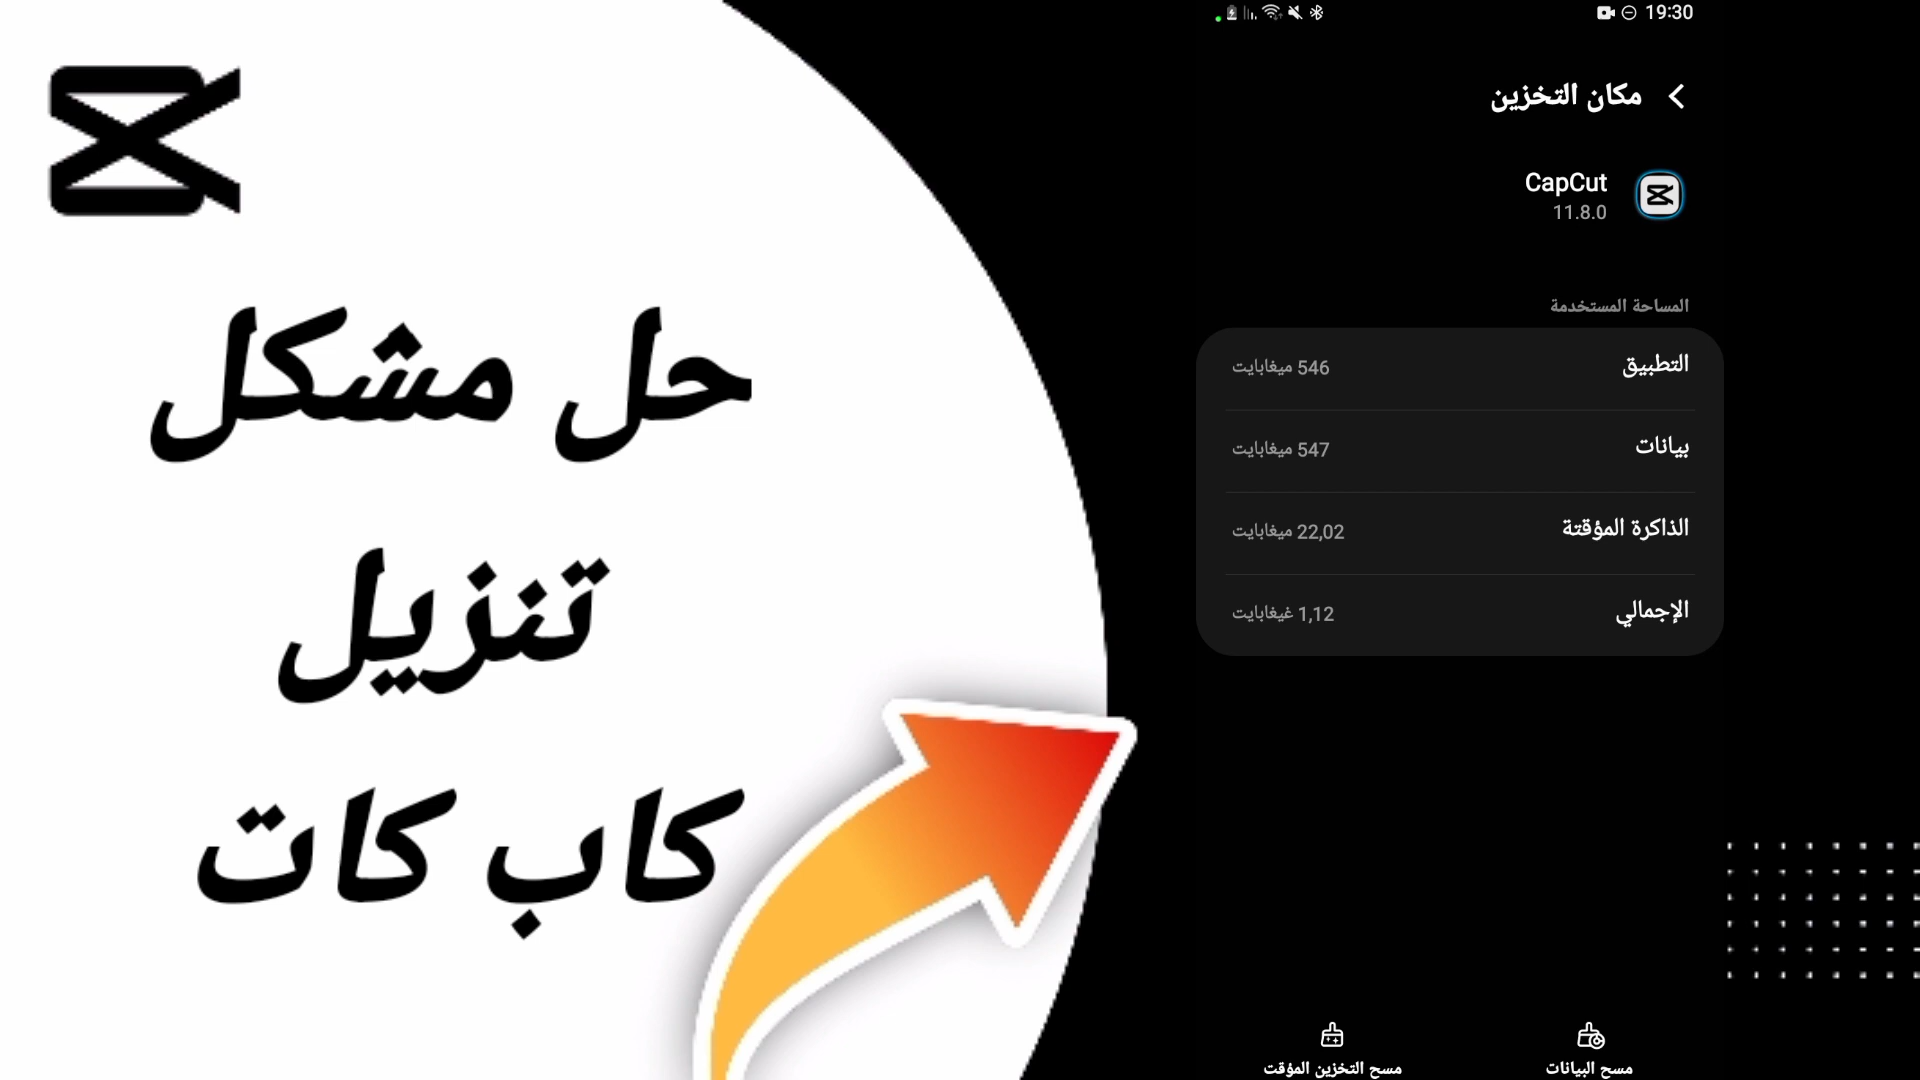 حل مشكل
تنزيل
كاب كات
19:30
مكان التخزين
CapCut
11.8.0
المساحة المستخدمة
التطبيق
546 ميغابايت
بيانات
547 ميغابايت
الذاكرة المؤقتة
22,02 ميغابايت
الإجمالي
1,12 غيغابايت
مسح البيانات
مسح التخزين المؤقت